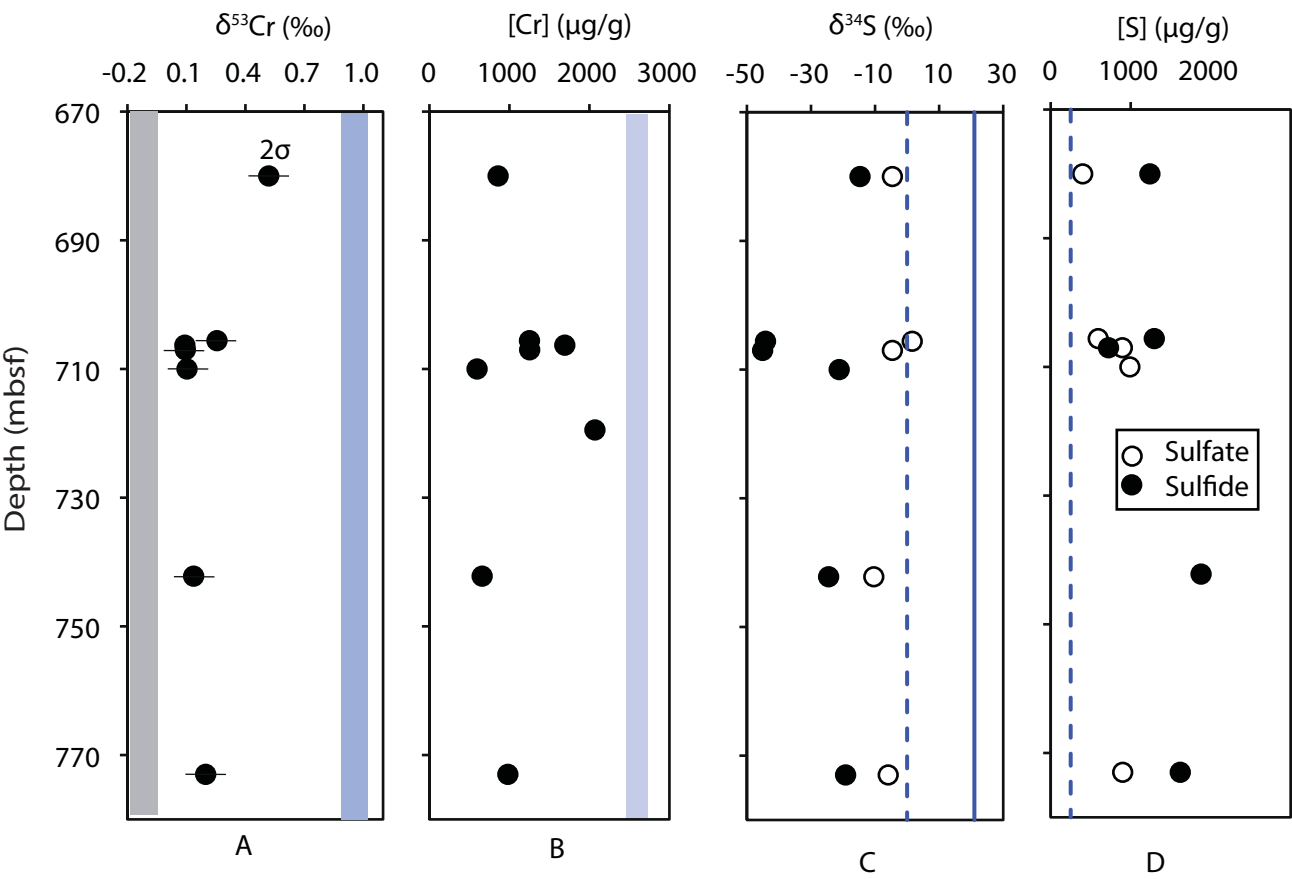 δ⁵³Cr (‰) [Cr] (µg/g) δ³⁴S (‰) [S] (µg/g)
-0.2 0.1 0.4 0.7 1.0 0 1000 2000 3000 -50 -30 -10 10 30 0 1000 2000
670
2σ
690
710
730
750
770
Depth (mbsf)
Sulfate
Sulfide
A B C D